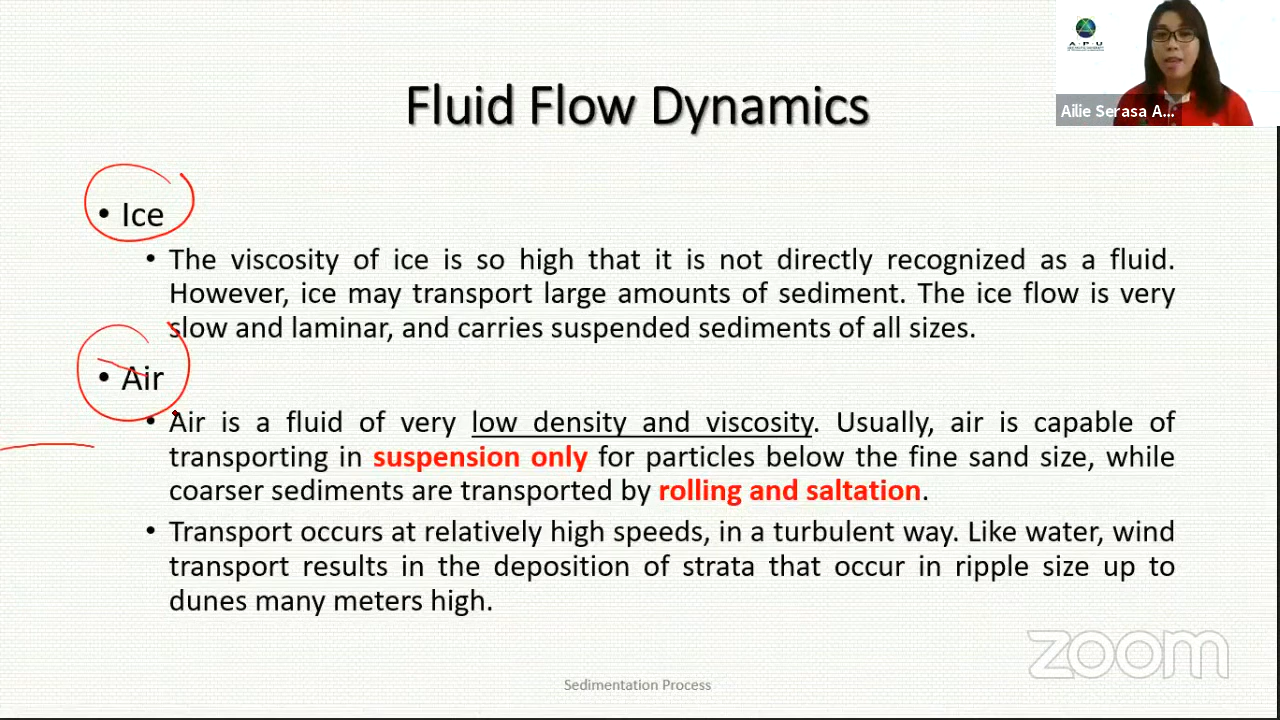 A . P . U
Ailie Serasa A...
Fluid Flow Dynamics
• Ice
• The viscosity of ice is so high that it is not directly recognized as a fluid.
However, ice may transport large amounts of sediment. The ice flow is very
slow and laminar, and carries suspended sediments of all sizes.
• Air
• Air is a fluid of very low density and viscosity. Usually, air is capable of
transporting in suspension only for particles below the fine sand size, while
coarser sediments are transported by rolling and saltation.
• Transport occurs at relatively high speeds, in a turbulent way. Like water, wind
transport results in the deposition of strata that occur in ripple size up to
dunes many meters high.
zoom
Sedimentation Process